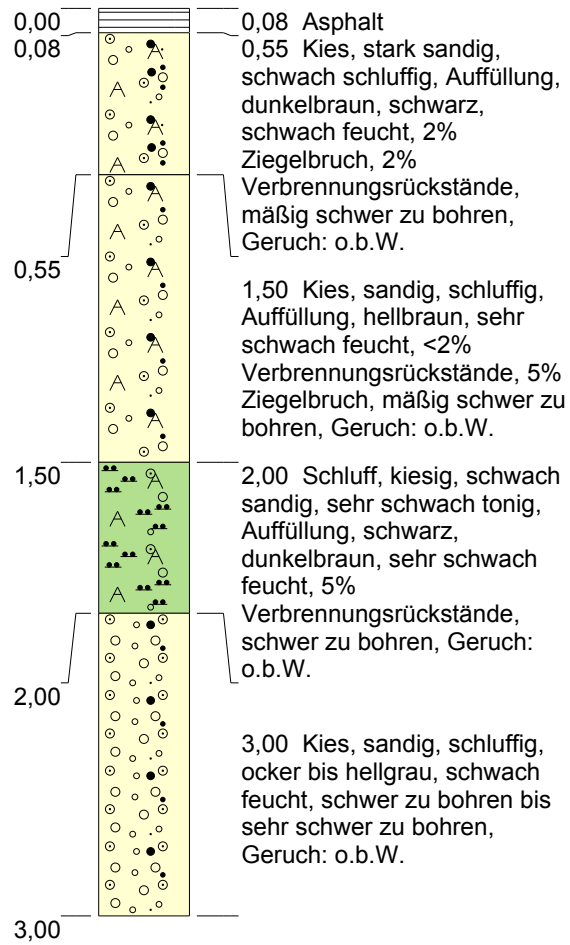 0,00
0,08 Asphalt
0,08
0,55 Kies, stark sandig,
schwach schluffig, Auffüllung,
dunkelbraun, schwarz,
schwach feucht, 2%
Ziegelbruch, 2%
Verbrennungsrückstände,
mäßig schwer zu bohren,
Geruch: o.b.W.
0,55
1,50 Kies, sandig, schluffig,
Auffüllung, hellbraun, sehr
schwach feucht, <2%
Verbrennungsrückstände, 5%
Ziegelbruch, mäßig schwer zu
bohren, Geruch: o.b.W.
1,50
2,00 Schluff, kiesig, schwach
sandig, sehr schwach tonig,
Auffüllung, schwarz,
dunkelbraun, sehr schwach
feucht, 5%
Verbrennungsrückstände,
schwer zu bohren, Geruch:
o.b.W.
2,00
3,00 Kies, sandig, schluffig,
ocker bis hellgrau, schwach
feucht, schwer zu bohren bis
sehr schwer zu bohren,
Geruch: o.b.W.
3,00